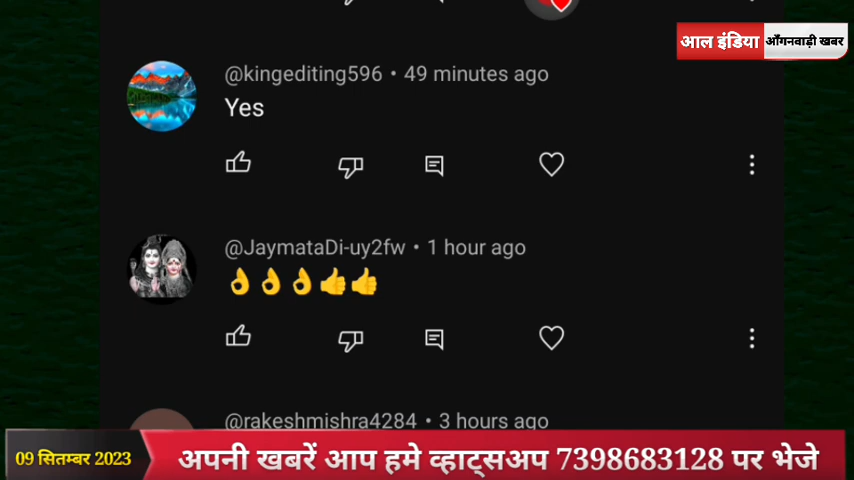 आल इंडिया आँगनवाड़ी खबर
@kingediting596 • 49 minutes ago
Yes
@JaymataDi-uy2fw • 1 hour ago
👌👌👌👍👍
@rakeshmishra4284 • 3 hours ago
09 सितम्बर 2023 अपनी खबरें आप हमे व्हाट्सअप 7398683128 पर भेजे